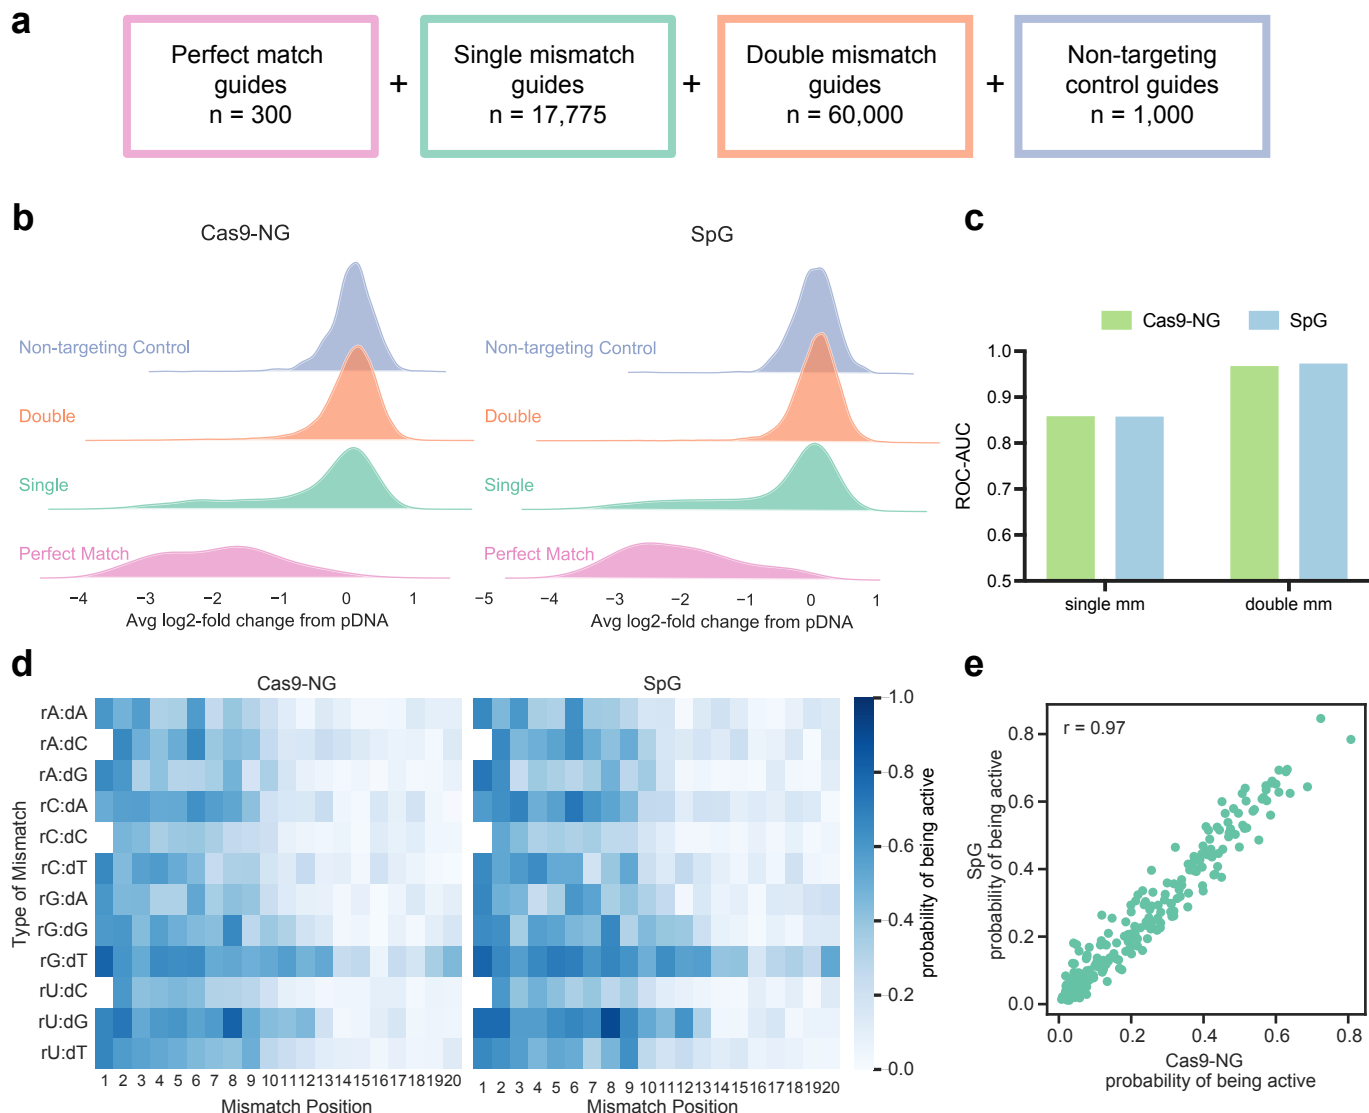 a
Perfect match
guides
n = 300
+
Single mismatch
guides
n = 17,775
+
Double mismatch
guides
n = 60,000
+
Non-targeting
control guides
n = 1,000
b
Cas9-NG
Non-targeting Control
Double
Single
Perfect Match
−4 −3 −2 −1 0 1
Avg log2-fold change from pDNA
SpG
Non-targeting Control
Double
Single
Perfect Match
−5 −4 −3 −2 −1 0 1
Avg log2-fold change from pDNA
c
Cas9-NG SpG
ROC-AUC
1.0
0.9
0.8
0.7
0.6
0.5
single mm double mm
d
Cas9-NG SpG
Type of Mismatch
rA:dA
rA:dC
rA:dG
rC:dA
rC:dC
rC:dT
rG:dA
rG:dG
rG:dT
rU:dC
rU:dG
rU:dT
1 2 3 4 5 6 7 8 9 10 11 12 13 14 15 16 17 18 19 20
Mismatch Position
1 2 3 4 5 6 7 8 9 10 11 12 13 14 15 16 17 18 19 20
Mismatch Position
1.0
0.8
0.6
0.4
0.2
0.0
probability of being active
e
r = 0.97
SpG
probability of being active
0.8
0.6
0.4
0.2
0.0
0.0 0.2 0.4 0.6 0.8
Cas9-NG
probability of being active